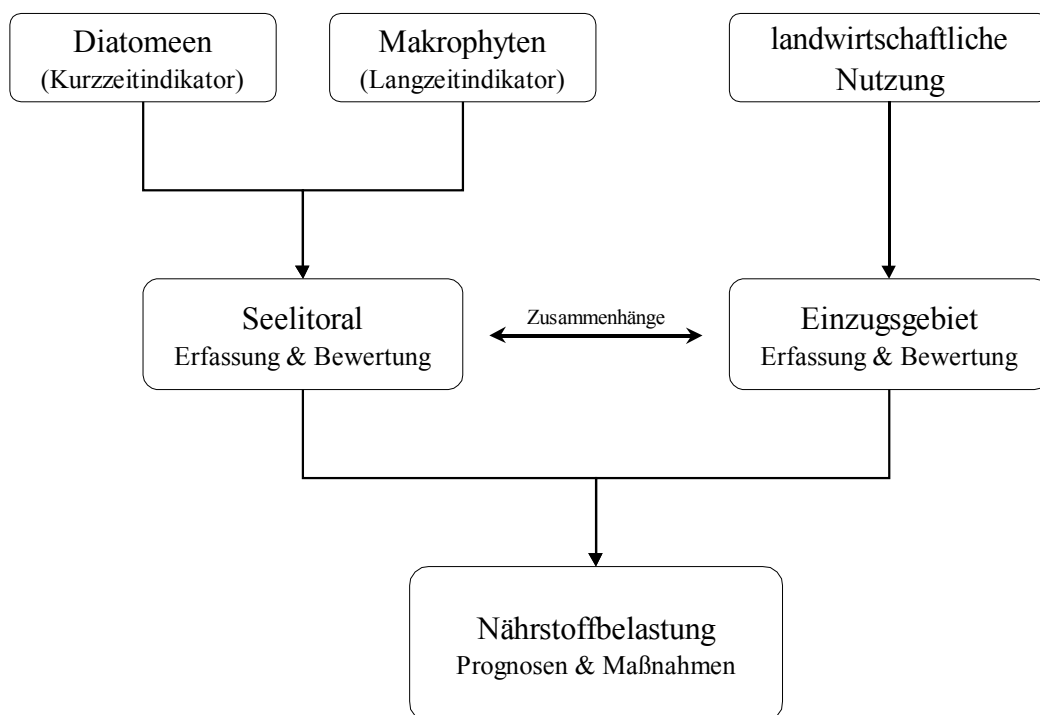 Diatomeen
(Kurzzeitindikator)
Makrophyten
(Langzeitindikator)
landwirtschaftliche
Nutzung
Seelitoral
Erfassung & Bewertung
Zusammenhänge
Einzugsgebiet
Erfassung & Bewertung
Nährstoffbelastung
Prognosen & Maßnahmen